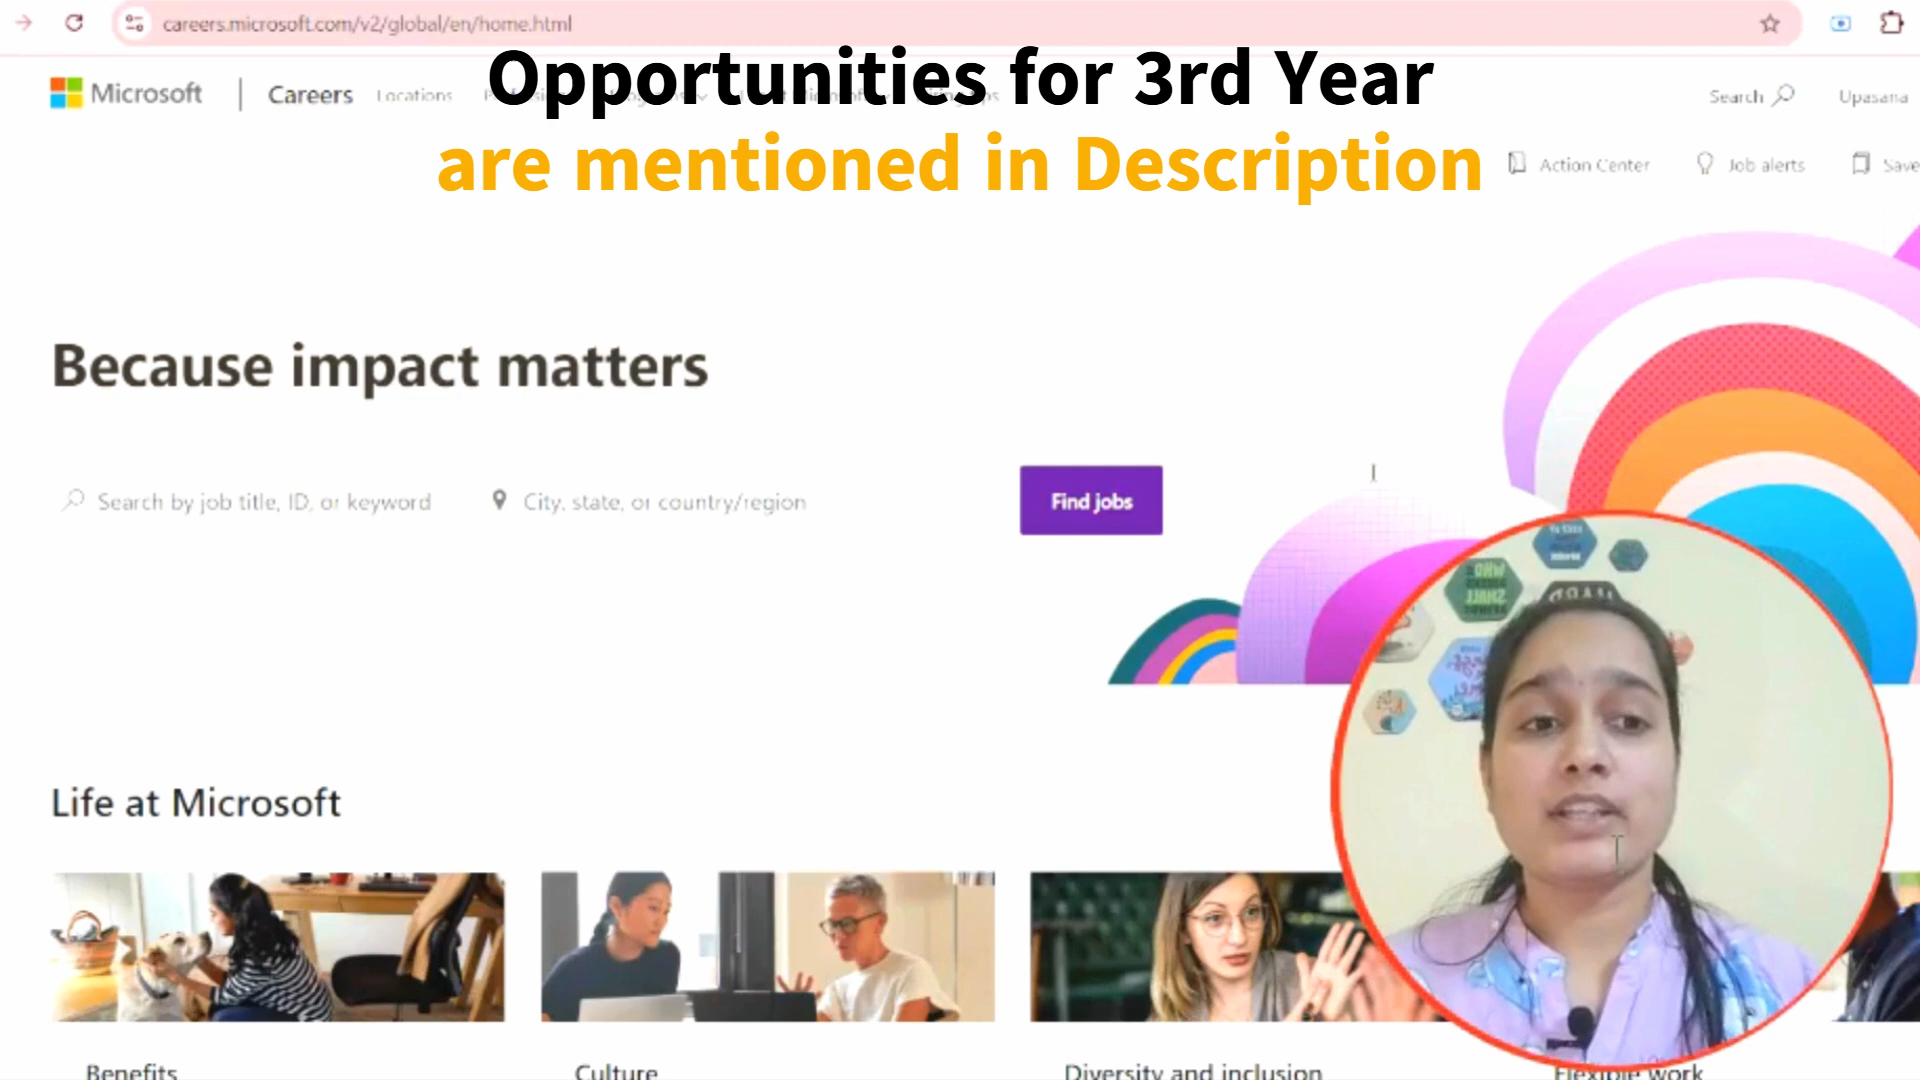 careers.microsoft.com/v2/global/en/home.html
Opportunities for 3rd Year
are mentioned in Description
Microsoft
Careers
Locations
Search
Upasana
Action Center
Job alerts
Save
Because impact matters
Search by job title, ID, or keyword
City, state, or country/region
Find jobs
Life at Microsoft
Benefits
Culture
Diversity and inclusion
Flexible work